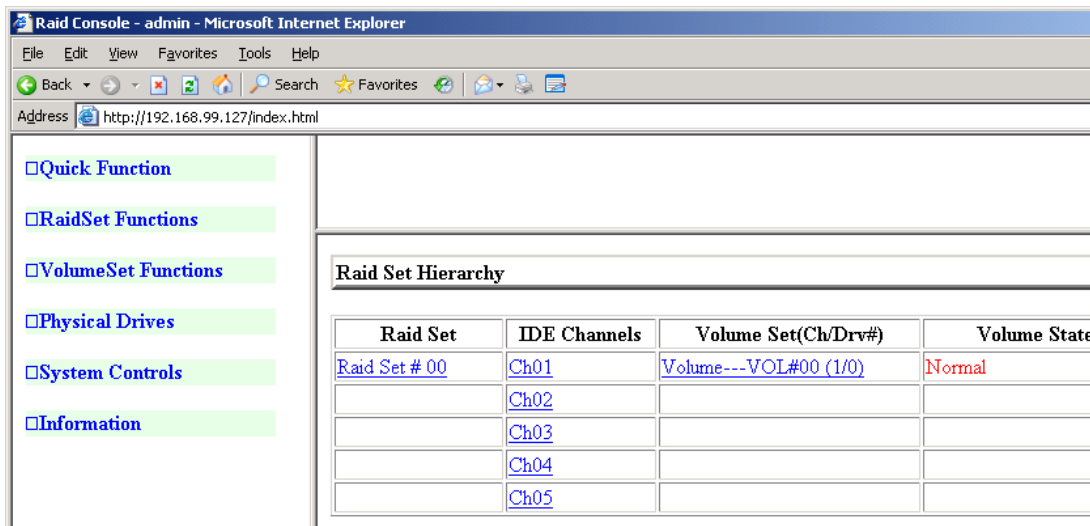 Raid Console - admin - Microsoft Internet Explorer
File Edit View Favorites Tools Help
Back Search Favorites
Address http://192.168.99.127/index.html
Quick Function
RaidSet Functions
VolumeSet Functions
Physical Drives
System Controls
Information
Raid Set Hierarchy
Raid Set IDE Channels Volume Set(Ch/Drv#) Volume State
Raid Set # 00 Ch01 Volume---VOL#00 (1/0) Normal
Ch02
Ch03
Ch04
Ch05